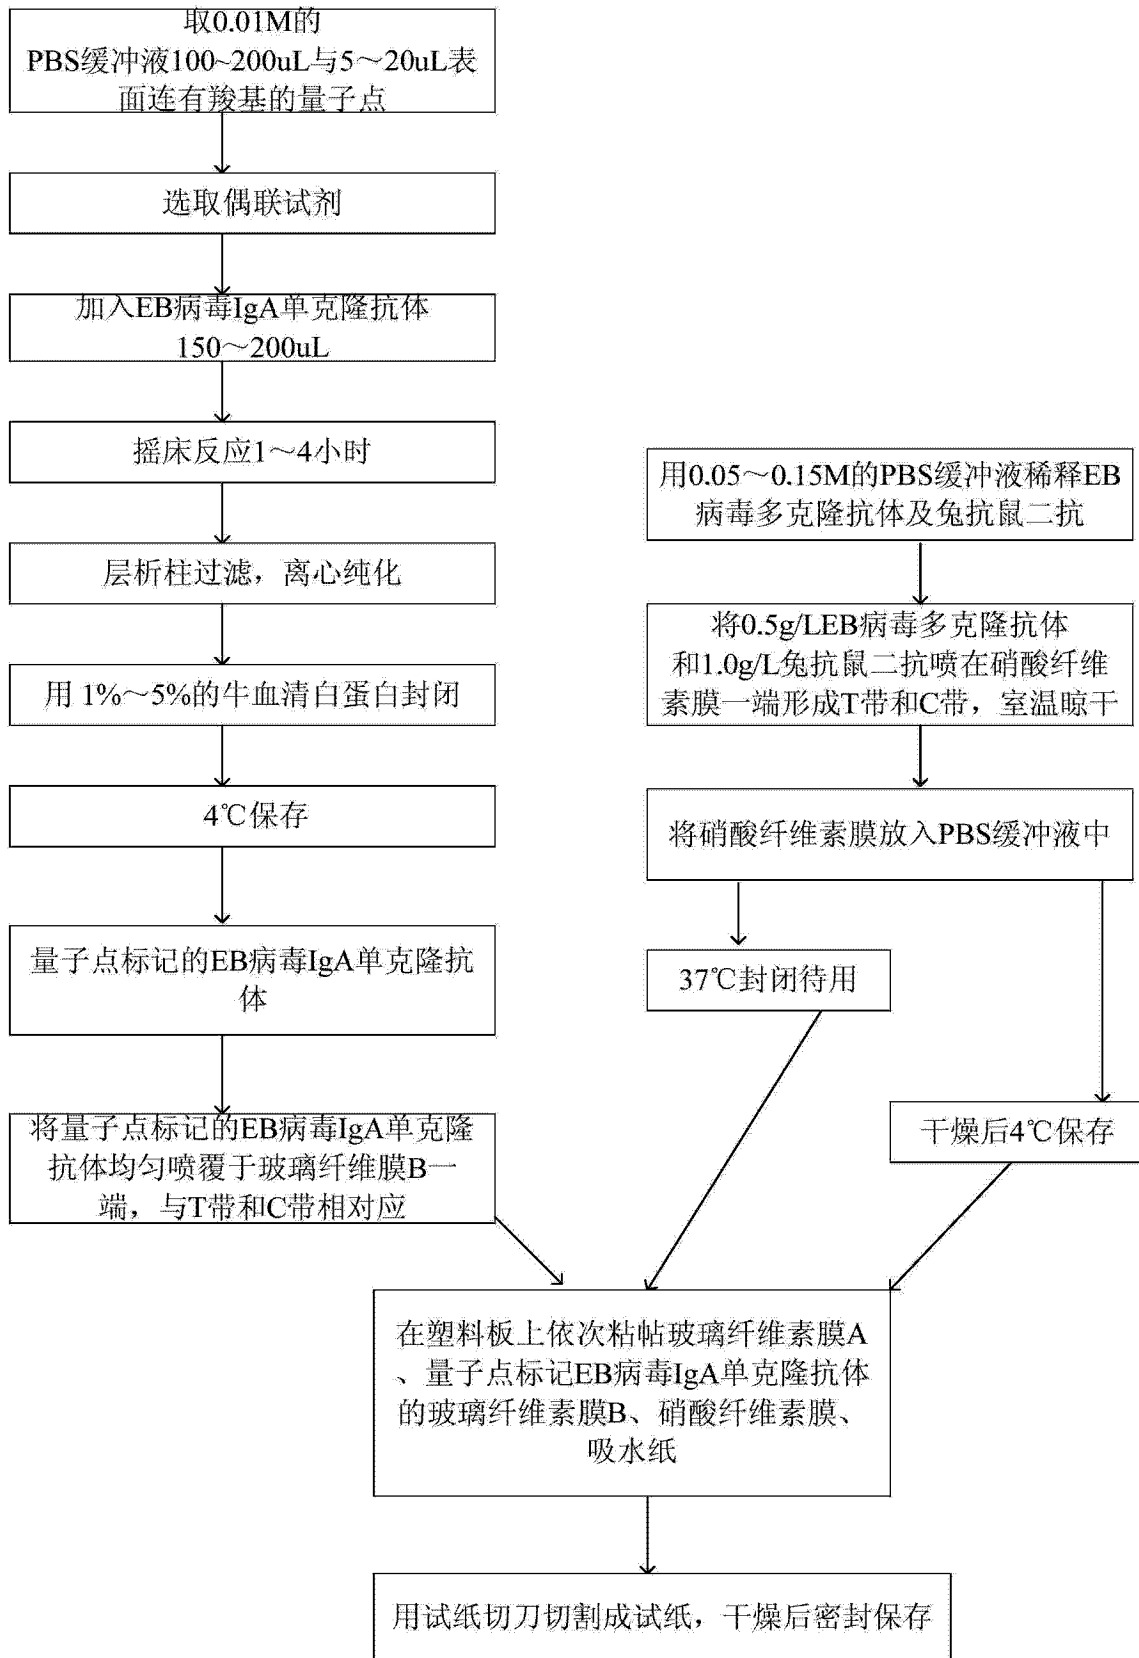 取0.01M的
PBS缓冲液100~200uL与5～20uL表
面连有羧基的量子点
选取偶联试剂
加入EB病毒IgA单克隆抗体
150～200uL
摇床反应1～4小时
层析柱过滤，离心纯化
用 1%～5%的牛血清白蛋白封闭
4℃保存
量子点标记的EB病毒IgA单克隆抗
体
将量子点标记的EB病毒IgA单克隆
抗体均匀喷覆于玻璃纤维膜B一
端，与T带和C带相对应
用0.05～0.15M的PBS缓冲液稀释EB
病毒多克隆抗体及兔抗鼠二抗
将0.5g/LEB病毒多克隆抗体
和1.0g/L兔抗鼠二抗喷在硝酸纤维
素膜一端形成T带和C带，室温晾干
将硝酸纤维素膜放入PBS缓冲液中
37℃封闭待用
干燥后4℃保存
在塑料板上依次粘帖玻璃纤维素膜A
、量子点标记EB病毒IgA单克隆抗体
的玻璃纤维素膜B、硝酸纤维素膜、
吸水纸
用试纸切刀切割成试纸，干燥后密封保存